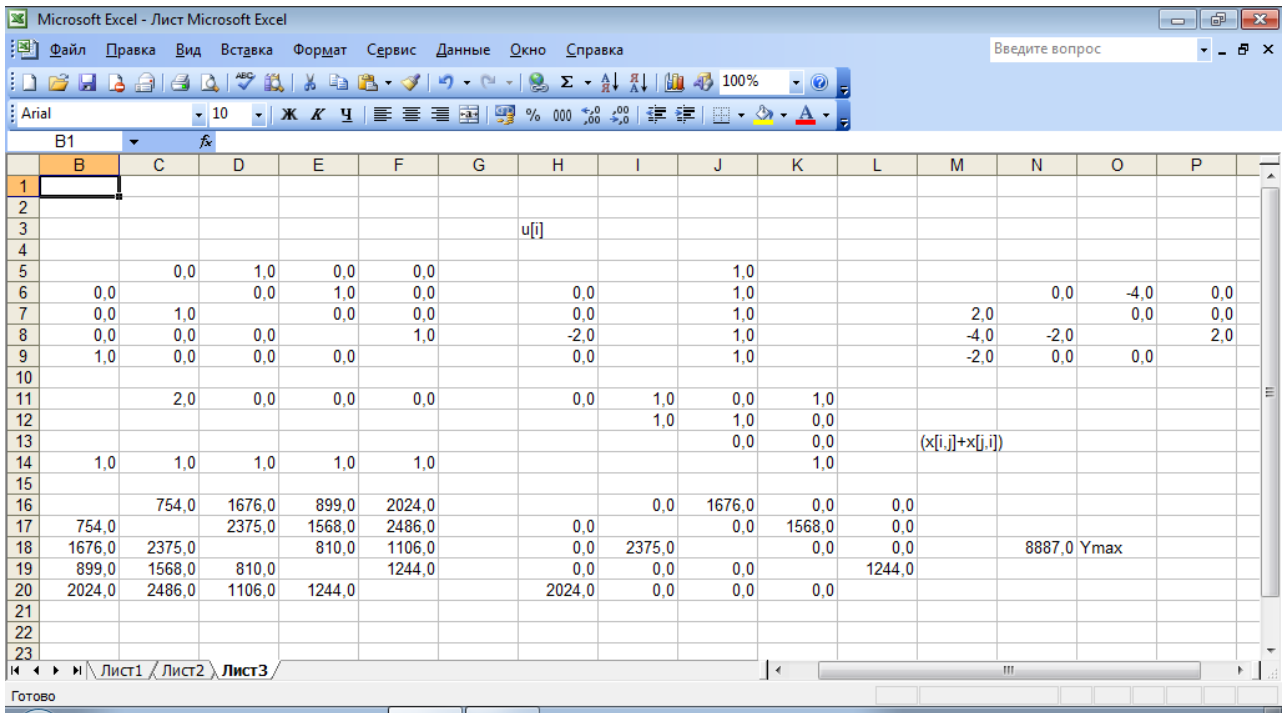 Microsoft Excel - Лист Microsoft Excel
Файл Правка Вид Вставка Формат Сервис Данные Окно Справка Введите вопрос
100%
Arial 10 Ж К Ч % 000
B1 fx
B C D E F G H I J K L M N O P
1
2
3 u[i]
4
5 0,0 1,0 0,0 0,0 1,0
6 0,0 0,0 1,0 0,0 0,0 1,0 0,0 -4,0 0,0
7 0,0 1,0 0,0 0,0 0,0 1,0 2,0 0,0 0,0
8 0,0 0,0 0,0 1,0 -2,0 1,0 -4,0 -2,0 2,0
9 1,0 0,0 0,0 0,0 0,0 1,0 -2,0 0,0 0,0
10
11 2,0 0,0 0,0 0,0 0,0 1,0 0,0 1,0
12 1,0 1,0 0,0
13 0,0 0,0 (x[i,j]+x[j,i])
14 1,0 1,0 1,0 1,0 1,0 1,0
15
16 754,0 1676,0 899,0 2024,0 0,0 1676,0 0,0 0,0
17 754,0 2375,0 1568,0 2486,0 0,0 0,0 1568,0 0,0
18 1676,0 2375,0 810,0 1106,0 0,0 2375,0 0,0 0,0 8887,0 Ymax
19 899,0 1568,0 810,0 1244,0 0,0 0,0 0,0 1244,0
20 2024,0 2486,0 1106,0 1244,0 2024,0 0,0 0,0 0,0
21
22
23
Лист1 Лист2 Лист3
Готово